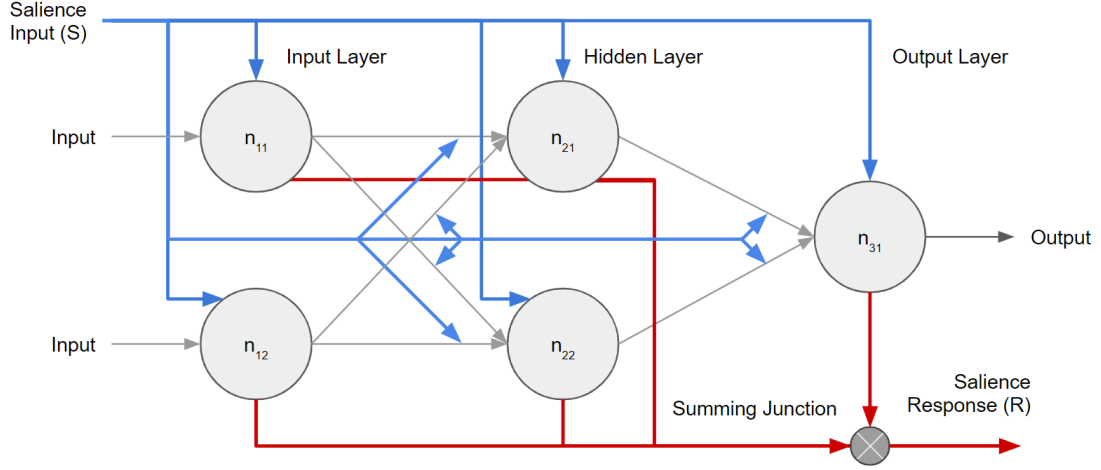 Salience
Input (S)
Input Layer
Hidden Layer
Output Layer
Input
n11
n21
n31
Output
Input
n12
n22
Summing Junction
Salience
Response (R)